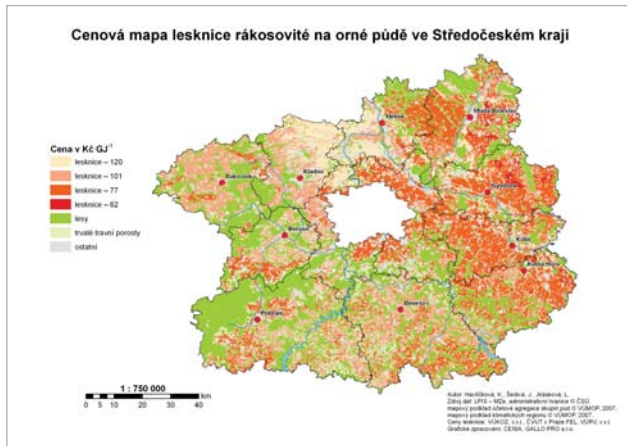 Cenová mapa lesknice rákosovité na orné půdě ve Středočeském kraji
Cena v Kč GJ-1
lesknice – 120
lesknice – 101
lesknice – 77
lesknice – 62
lesy
trvalé travní porosty
ostatní
Mělník
Mladá Boleslav
Rakovník
Kladno
Nymburk
Beroun
Kolín
Kutná Hora
Příbram
Benešov
1 : 750 000
0 5 10 20 30 40
km
Autor: Havlíčková, K., Šedivá, J., Jirásková, L.
Zdroj dat: LPIS – MZe, administrativní hranice © ČSÚ,
mapový podklad účelové agregace skupin půd © VÚMOP, 2007,
mapový podklad klimatických regionů © VÚMOP, 2007.
Ceny lesknice: VÚKOZ, v.v.i., ČVUT v Praze FEL, VÚRV, v.v.i.
Grafické zpracování: CENIA, GALLO PRO s.r.o.